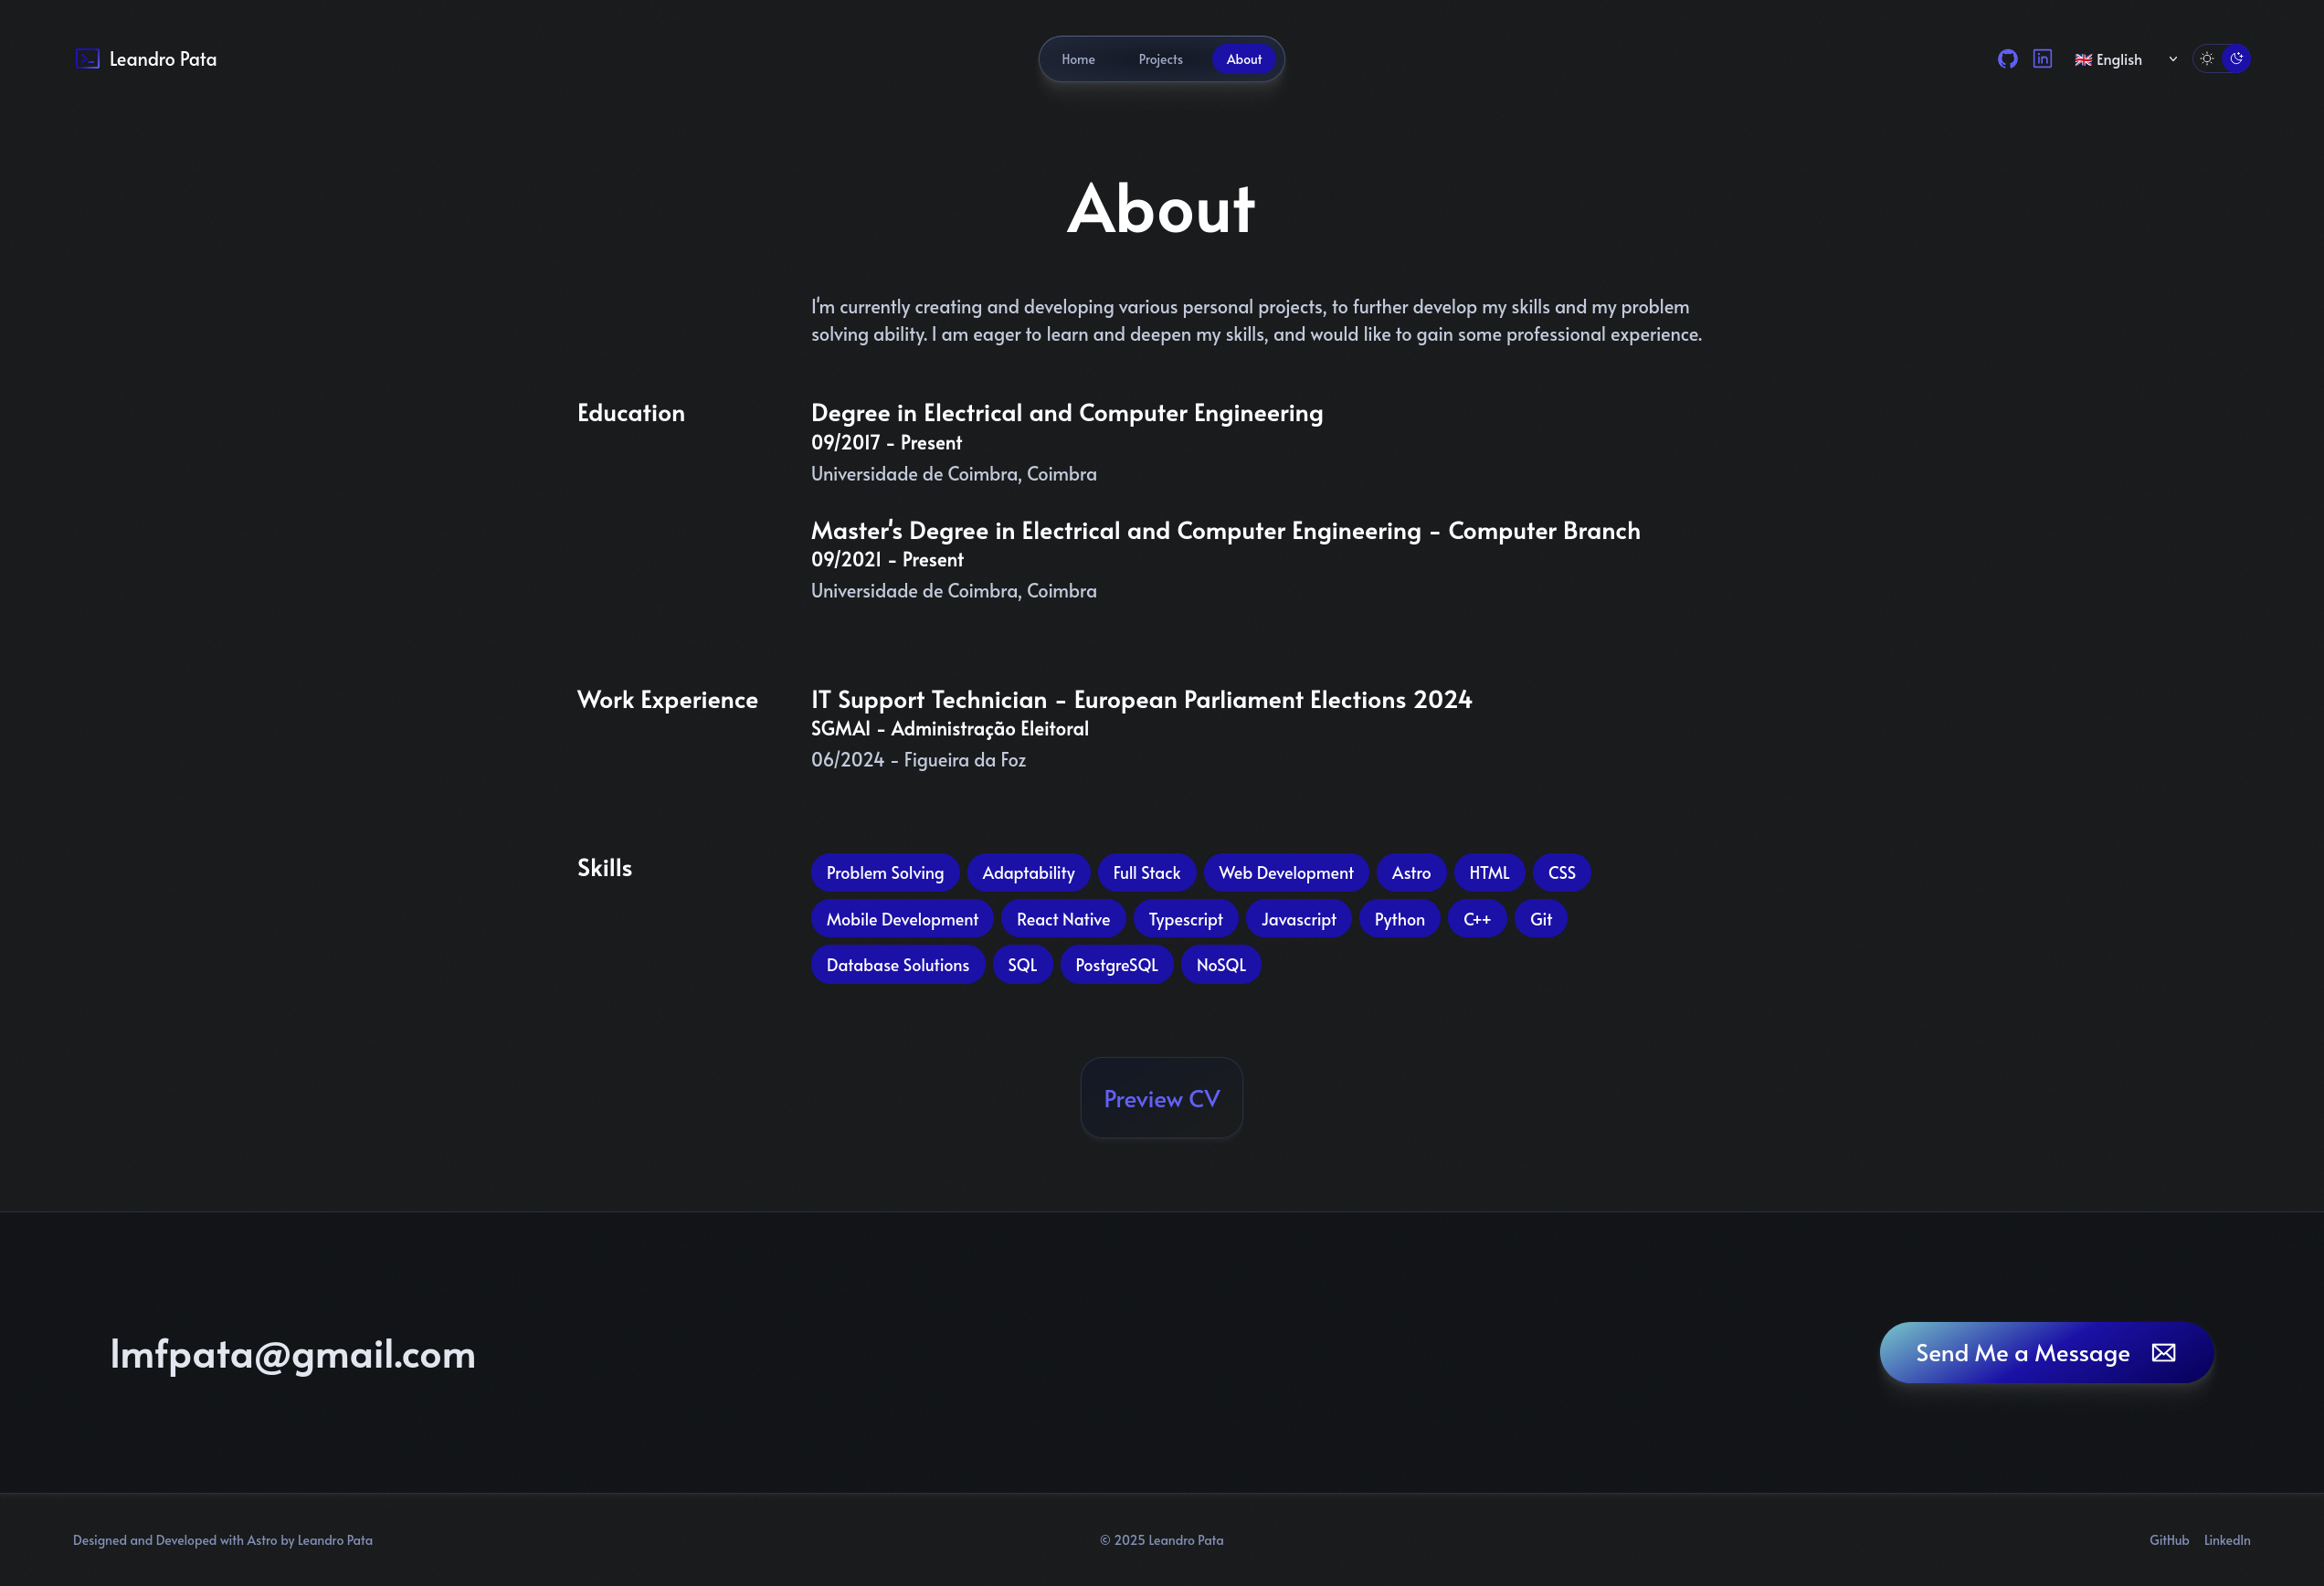 Leandro Pata
Home Projects About
🇬🇧 English
About
I'm currently creating and developing various personal projects, to further develop my skills and my problem
solving ability. I am eager to learn and deepen my skills, and would like to gain some professional experience.
Education
Degree in Electrical and Computer Engineering
09/2017 - Present
Universidade de Coimbra, Coimbra
Master's Degree in Electrical and Computer Engineering - Computer Branch
09/2021 - Present
Universidade de Coimbra, Coimbra
Work Experience
IT Support Technician - European Parliament Elections 2024
SGMAI - Administração Eleitoral
06/2024 - Figueira da Foz
Skills
Problem Solving Adaptability Full Stack Web Development Astro HTML CSS
Mobile Development React Native Typescript Javascript Python C++ Git
Database Solutions SQL PostgreSQL NoSQL
Preview CV
lmfpata@gmail.com
Send Me a Message
Designed and Developed with Astro by Leandro Pata
© 2025 Leandro Pata
GitHub LinkedIn